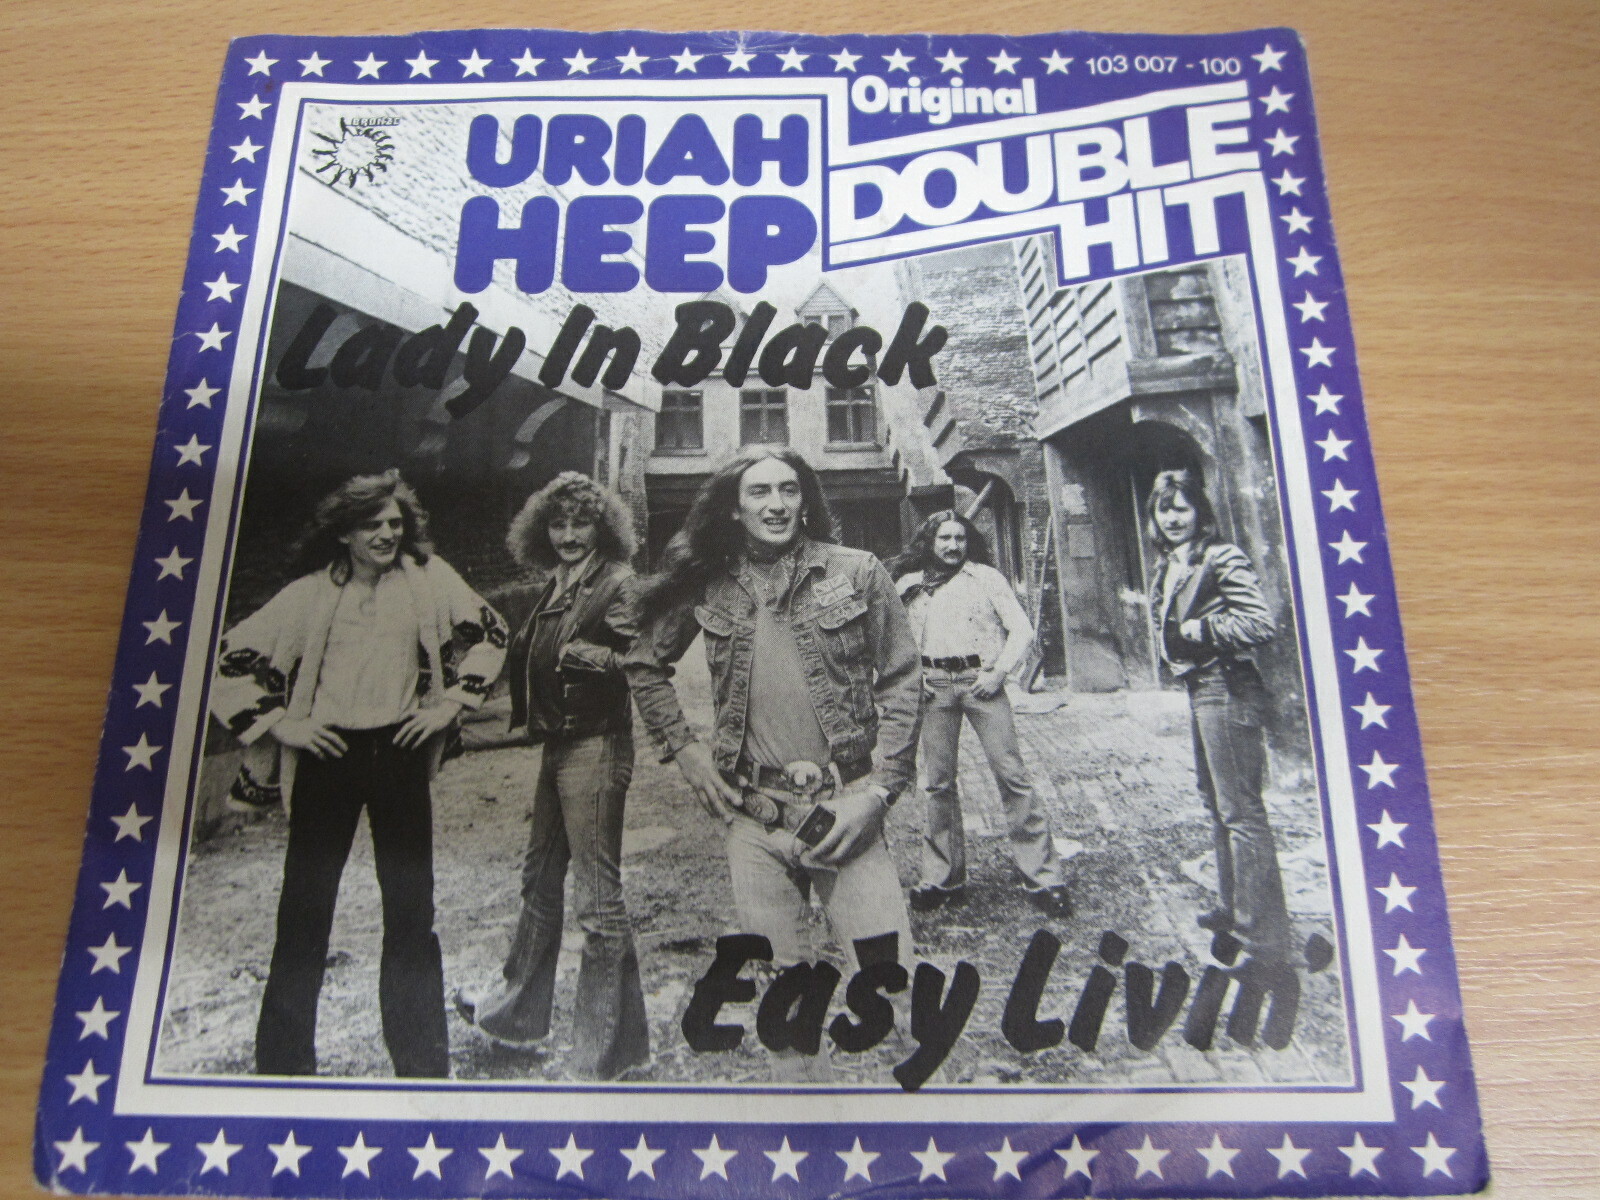 103 007 - 100
Original
DOUBLE
HIT
BRONZE
URIAH
HEEP
Lady In Black
Easy Livin'